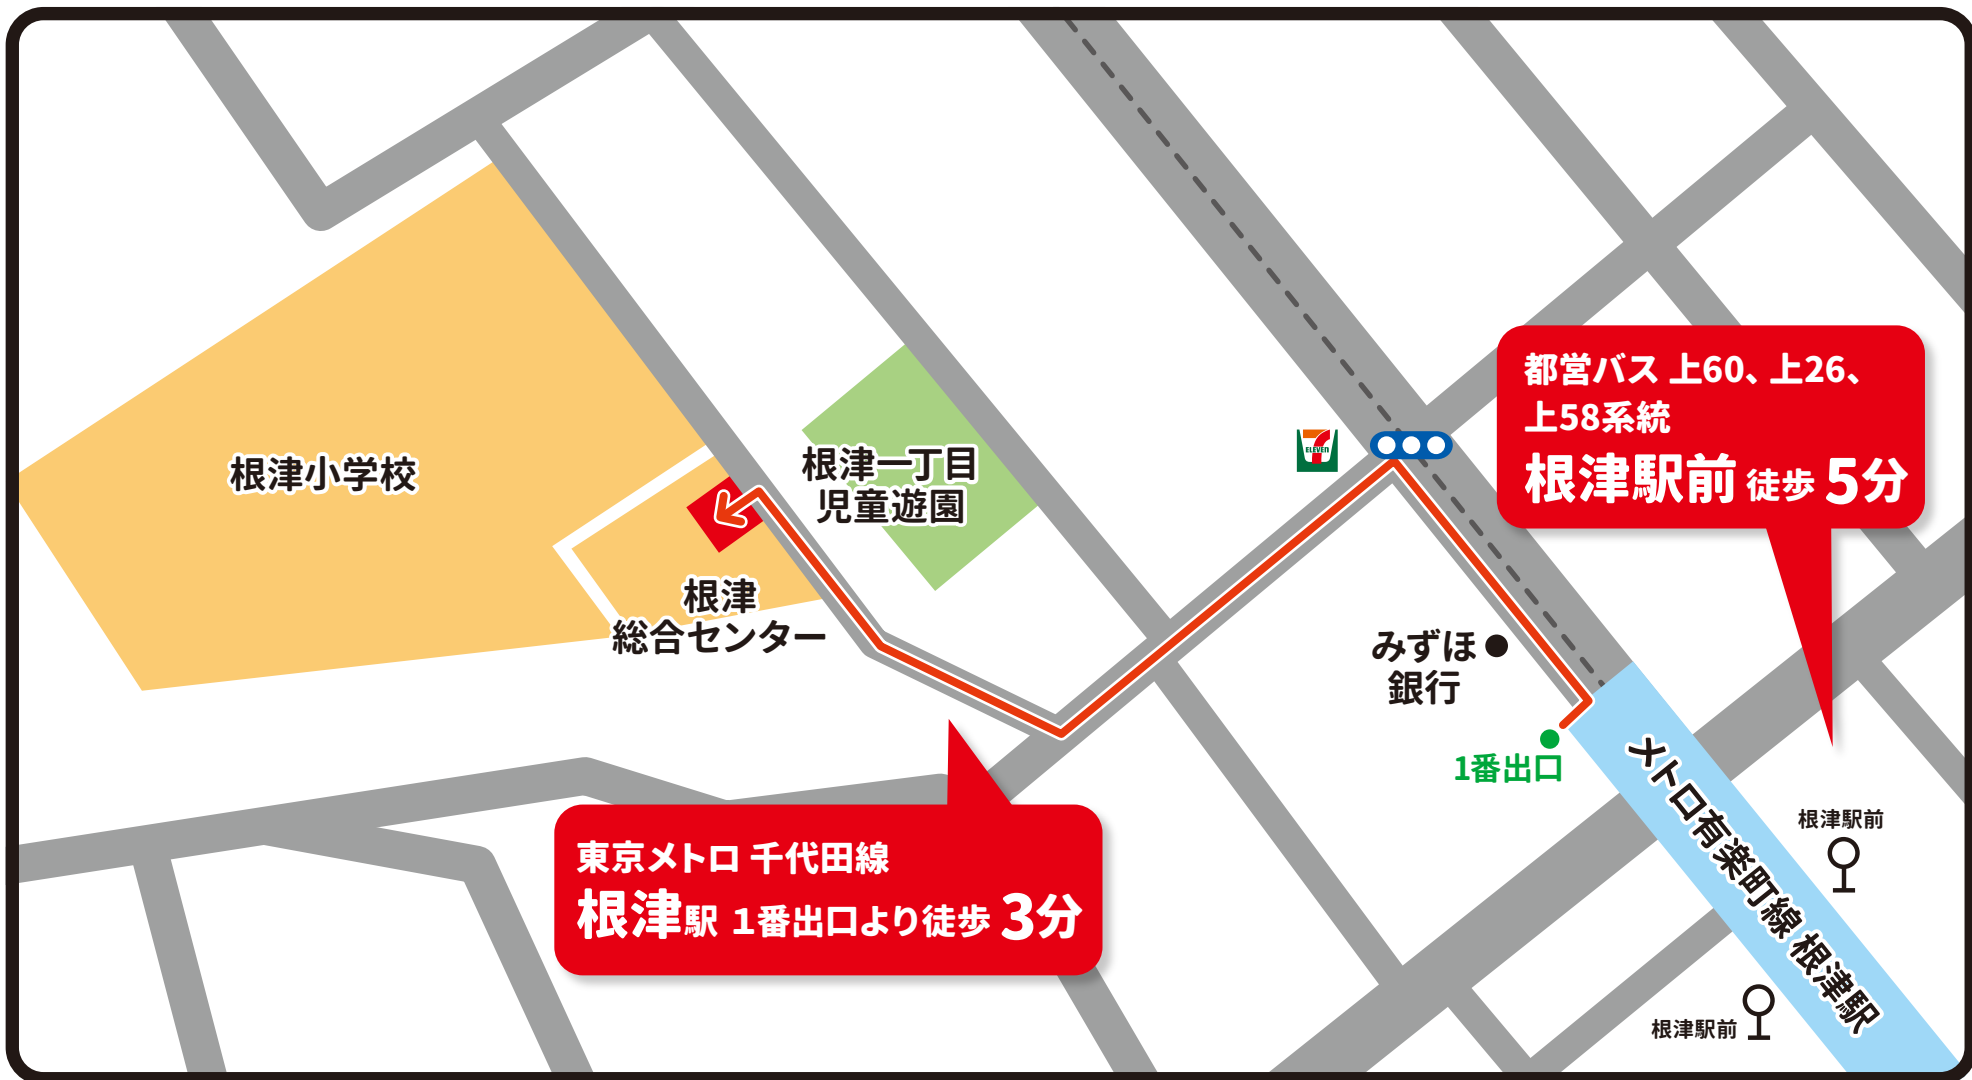 都営バス 上60、上26、
上58系統
根津駅前 徒歩 5分
ELEVEN
根津一丁目
児童遊園
根津小学校
根津
総合センター
みずほ
銀行
1番出口
メトロ有楽町線 根津駅
根津駅前
東京メトロ 千代田線
根津駅 1番出口より徒歩 3分
根津駅前